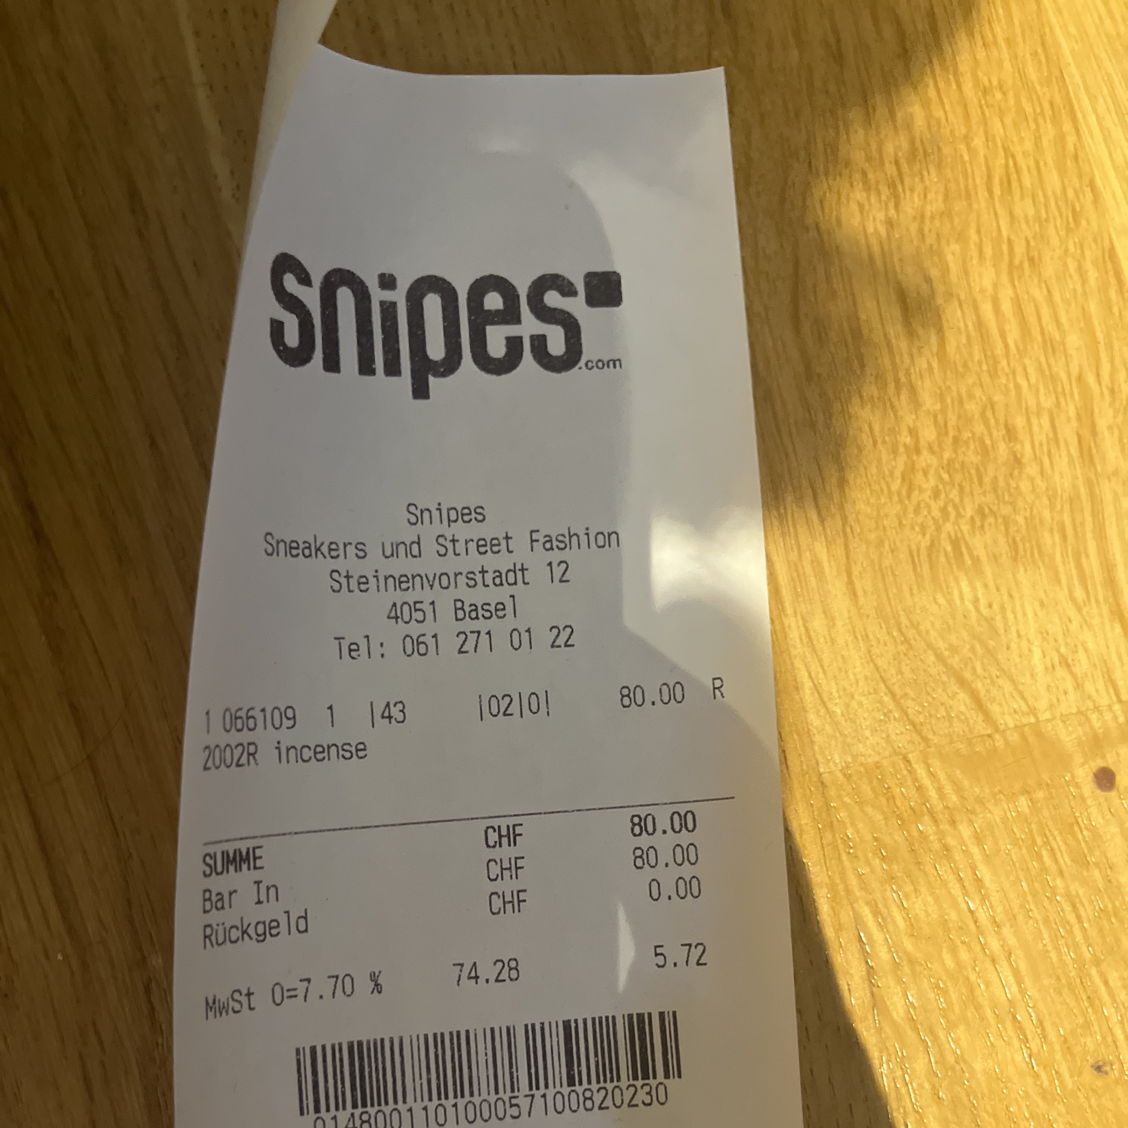 snipes
.com
Snipes
Sneakers und Street Fashion
Steinenvorstadt 12
4051 Basel
Tel: 061 271 01 22
1 066109 1 |43 |02|0| 80.00 R
2002R incense
SUMME CHF 80.00
Bar In CHF 80.00
Rückgeld CHF 0.00
MwSt 0=7.70 % 74.28 5.72
014800110100057100820230